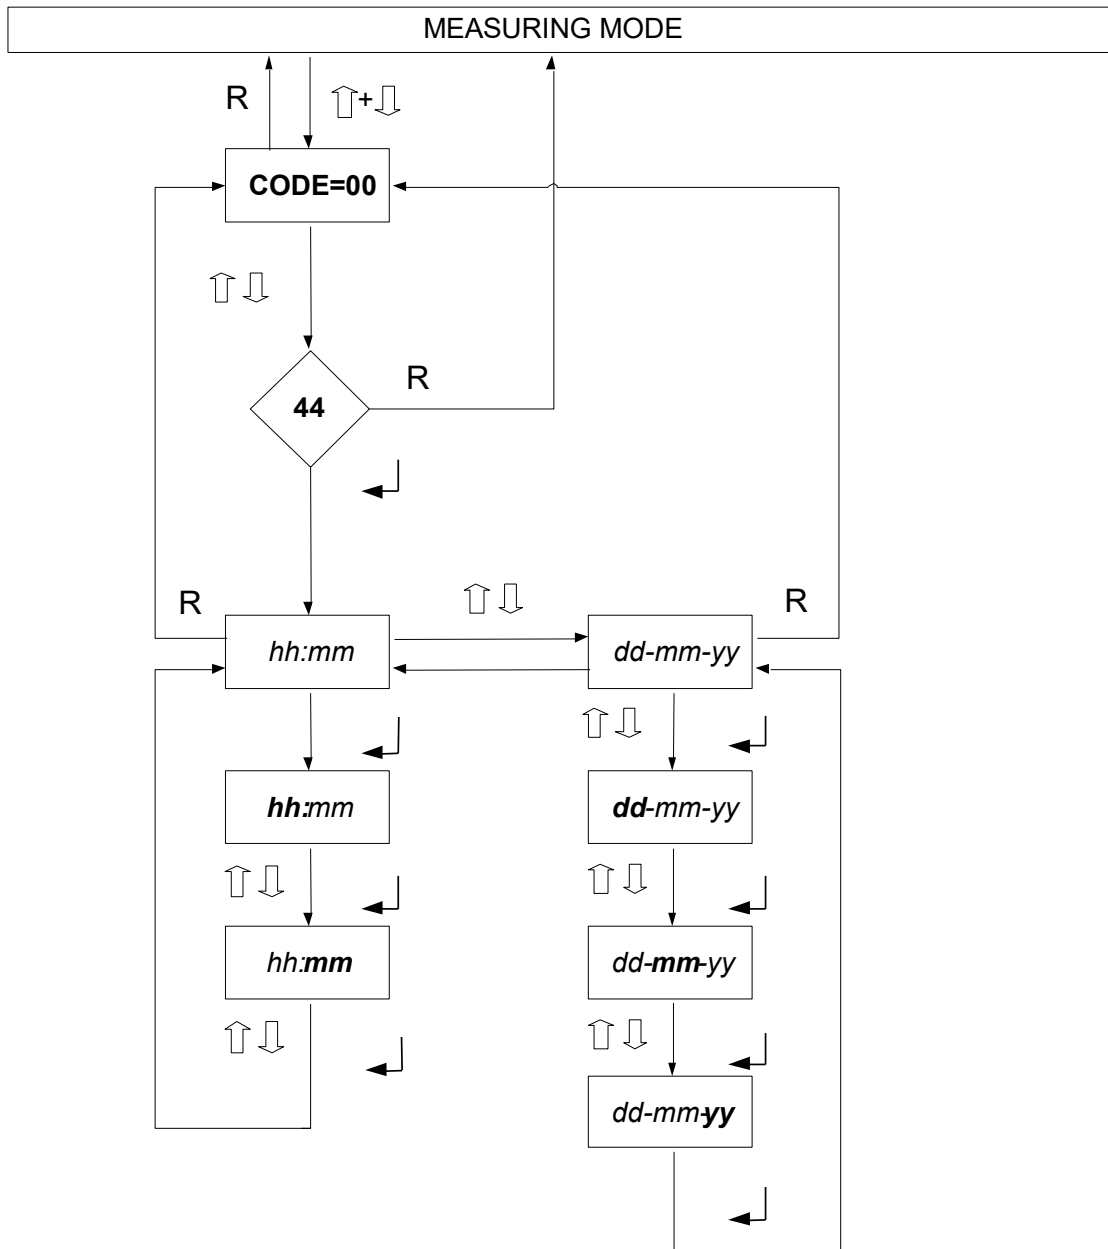 MEASURING MODE
R
+
CODE=00
44
R
R
R
hh:mm
dd-mm-yy
hh:mm
dd-mm-yy
hh:mm
dd-mm-yy
dd-mm-yy